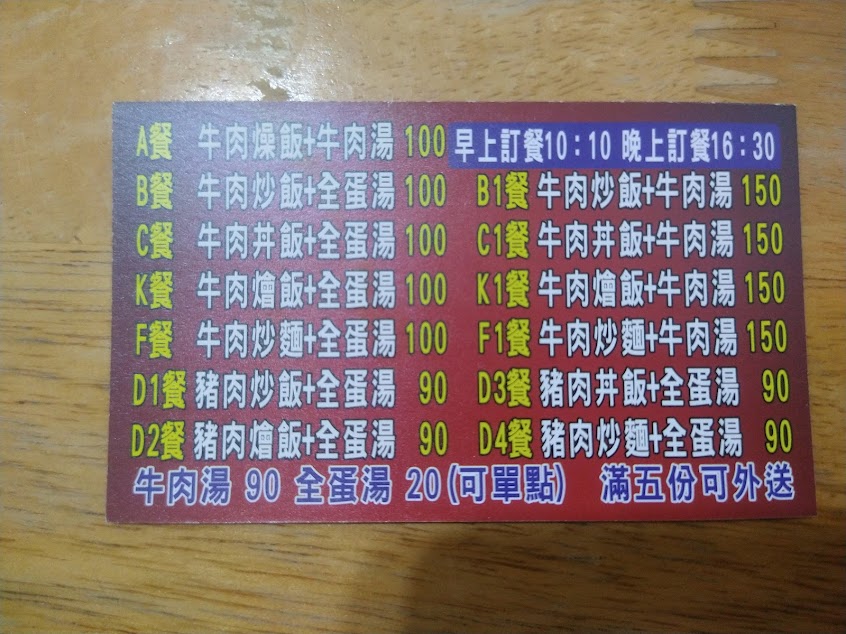 A餐 牛肉燥飯+牛肉湯 100 早上訂餐10：10 晚上訂餐16：30
B餐 牛肉炒飯+全蛋湯 100 B1餐 牛肉炒飯+牛肉湯 150
C餐 牛肉丼飯+全蛋湯 100 C1餐 牛肉丼飯+牛肉湯 150
K餐 牛肉燴飯+全蛋湯 100 K1餐 牛肉燴飯+牛肉湯 150
F餐 牛肉炒麵+全蛋湯 100 F1餐 牛肉炒麵+牛肉湯 150
D1餐 豬肉炒飯+全蛋湯 90 D3餐 豬肉丼飯+全蛋湯 90
D2餐 豬肉燴飯+全蛋湯 90 D4餐 豬肉炒麵+全蛋湯 90
牛肉湯 90 全蛋湯 20(可單點) 滿五份可外送